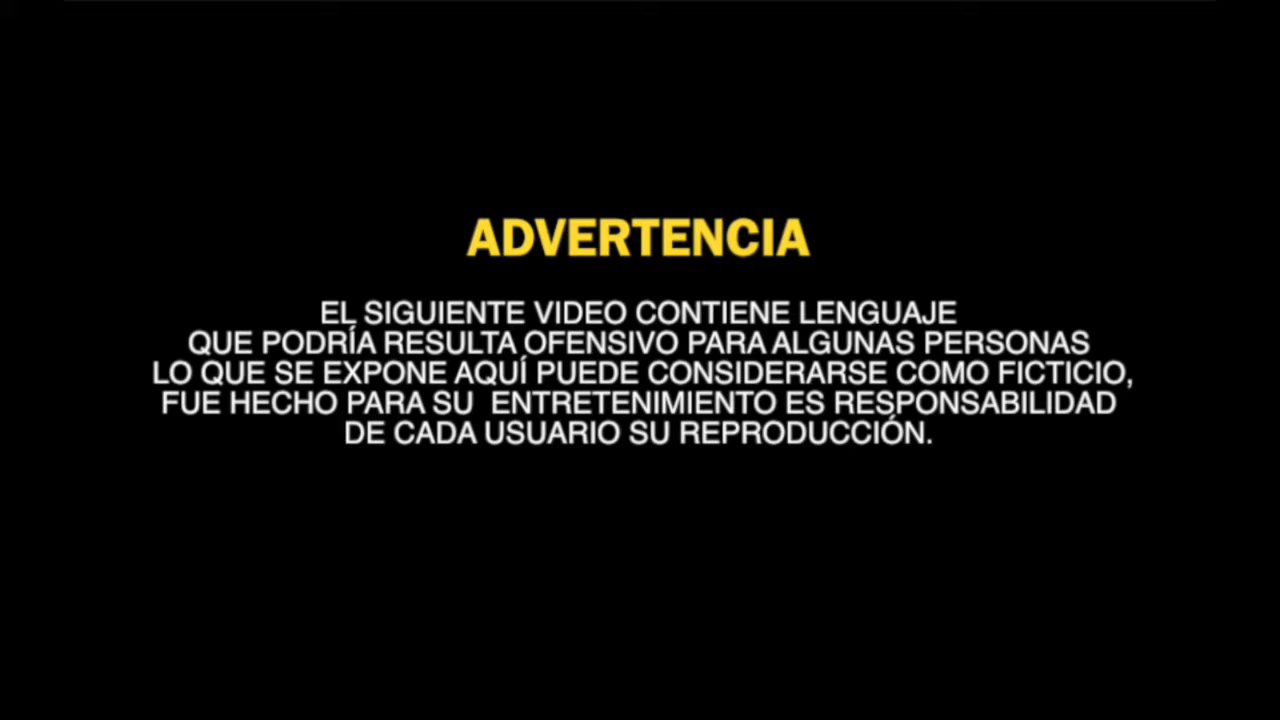 ADVERTENCIA
EL SIGUIENTE VIDEO CONTIENE LENGUAJE
QUE PODRÍA RESULTA OFENSIVO PARA ALGUNAS PERSONAS
LO QUE SE EXPONE AQUÍ PUEDE CONSIDERARSE COMO FICTICIO,
FUE HECHO PARA SU  ENTRETENIMIENTO ES RESPONSABILIDAD
DE CADA USUARIO SU REPRODUCCIÓN.